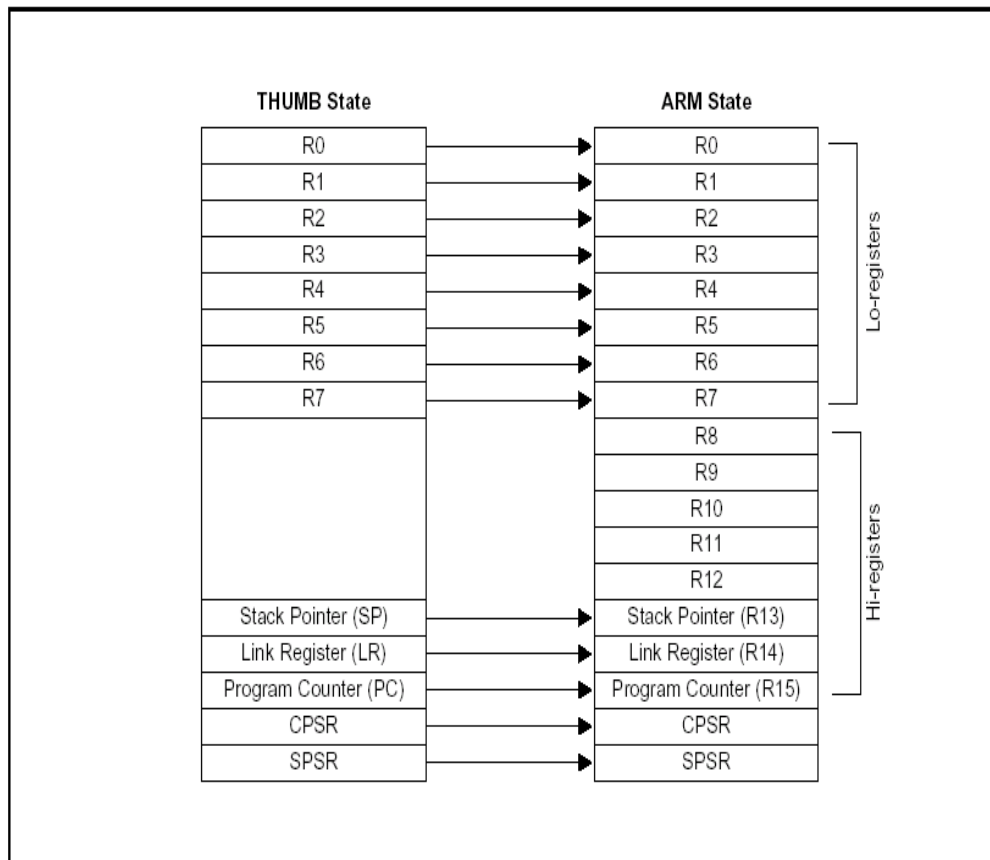 THUMB State
ARM State
R0
R0
R1
R1
R2
R2
R3
R3
R4
R4
R5
R5
R6
R6
R7
R7
Lo-registers
R8
R9
R10
R11
R12
Stack Pointer (SP)
Stack Pointer (R13)
Link Register (LR)
Link Register (R14)
Program Counter (PC)
Program Counter (R15)
Hi-registers
CPSR
CPSR
SPSR
SPSR